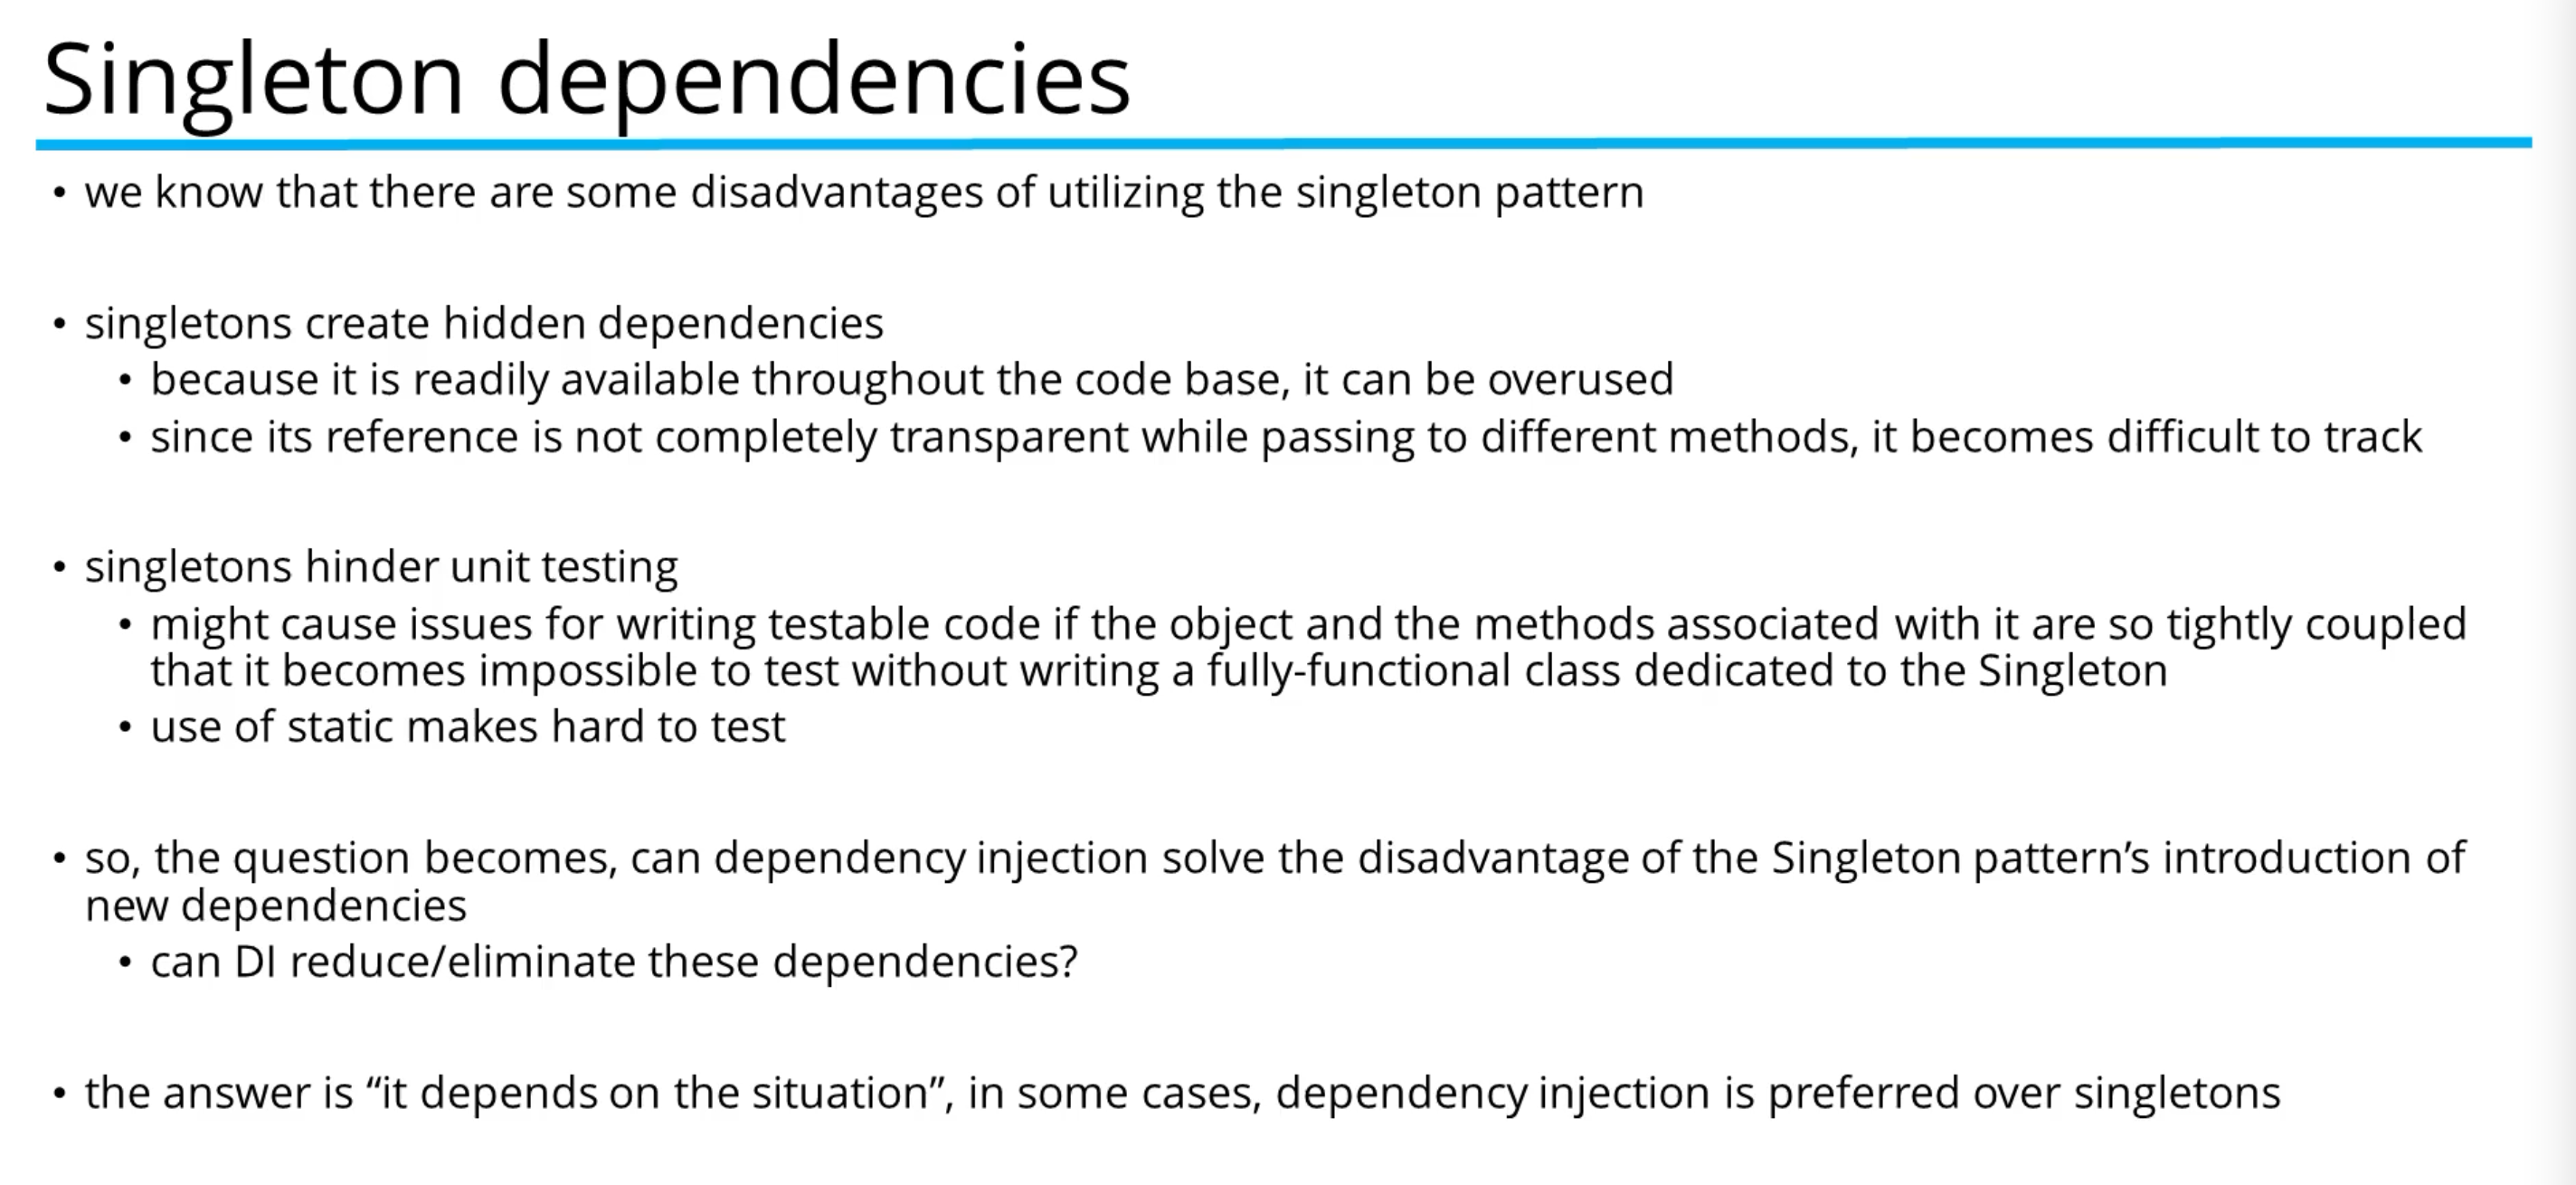 Singleton dependencies
• we know that there are some disadvantages of utilizing the singleton pattern
• singletons create hidden dependencies
• because it is readily available throughout the code base, it can be overused
• since its reference is not completely transparent while passing to different methods, it becomes difficult to track
• singletons hinder unit testing
• might cause issues for writing testable code if the object and the methods associated with it are so tightly coupled
that it becomes impossible to test without writing a fully-functional class dedicated to the Singleton
• use of static makes hard to test
• so, the question becomes, can dependency injection solve the disadvantage of the Singleton pattern’s introduction of
new dependencies
• can DI reduce/eliminate these dependencies?
• the answer is “it depends on the situation”, in some cases, dependency injection is preferred over singletons